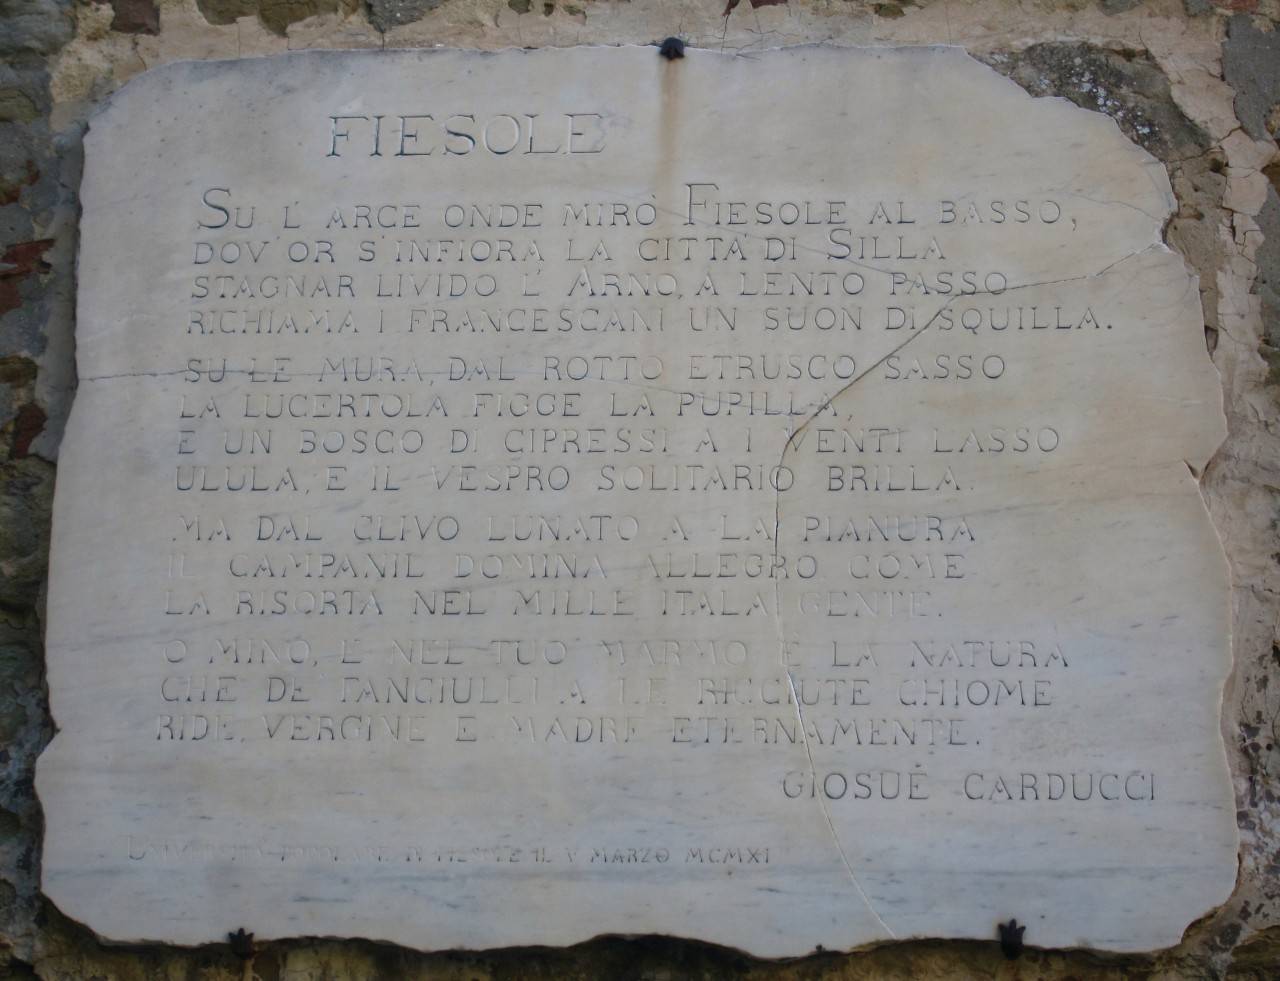 FIESOLE
SU L'ARCE ONDE MIRÒ FIESOLE AL BASSO,
DOV'OR S'INFIORA LA CITTÀ DI SILLA
STAGNAR LIVIDO L'ARNO, A LENTO PASSO
RICHIAMA I FRANCESCANI UN SUON DI SQUILLA.
SU LE MURA, DAL ROTTO ETRUSCO SASSO
LA LUCERTOLA FIGGE LA PUPILLA,
E UN BOSCO DI CIPRESSI A I VENTI LASSO
ULULA, E IL VESPRO SOLITARIO BRILLA.
MA DAL CLIVO LUNATO A LA PIANURA
IL CAMPANIL DOMINA ALLEGRO COME
LA RISORTA NEL MILLE ITALA GENTE.
O MINO, E NEL TUO MARMO È LA NATURA
CHE DE' FANCIULLI A LE RICCIUTE CHIOME
RIDE, VERGINE E MADRE ETERNAMENTE.
GIOSUÈ CARDUCCI
UNIVERSITÀ POPOLARE DI FIESOLE IL V MARZO MCMXI